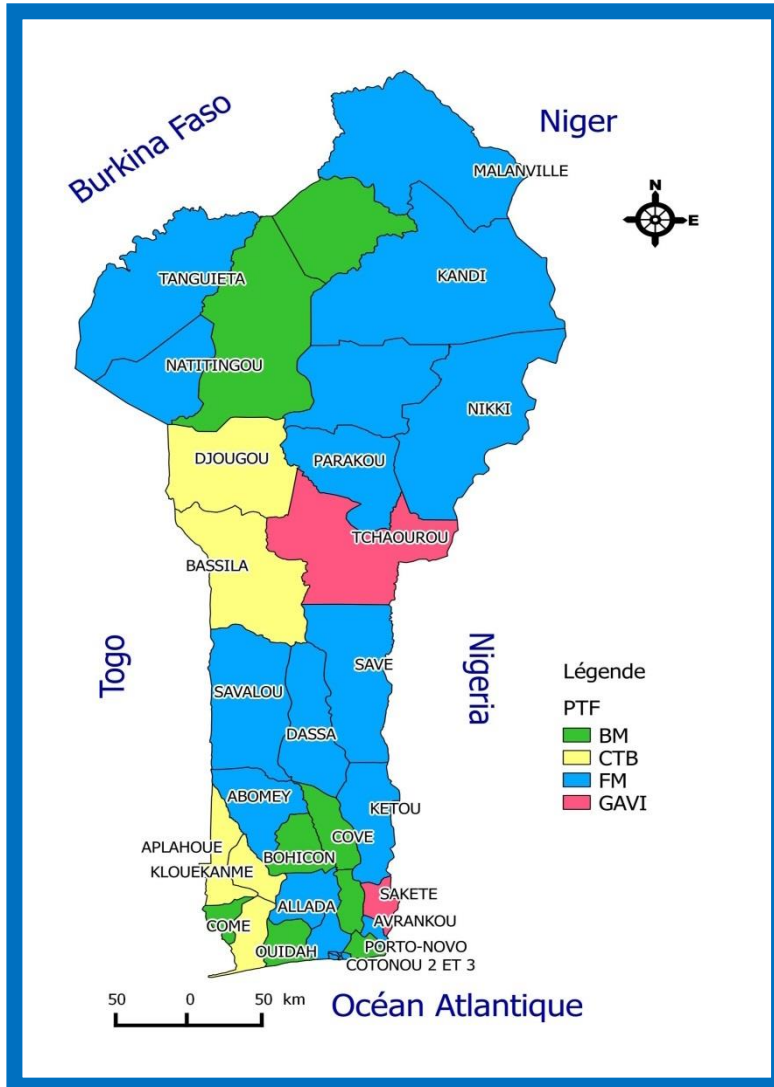 Burkina Faso
Niger
MALANVILLE
N
E
TANGUIETA
KANDI
NATITINGOU
NIKKI
DJOUGOU
PARAKOU
TCHAOUROU
BASSILA
Togo
Nigeria
SAVE
SAVALOU
DASSA
Légende
PTF
BM
CTB
FM
GAVI
ABOMEY
KETOU
APLAHOUE
COVE
KLOUEKANME
BOHICON
SAKETE
ALLADA
AVRANKOU
COME
OUIDAH
PORTO-NOVO
COTONOU 2 ET 3
50 0 50 km
Océan Atlantique